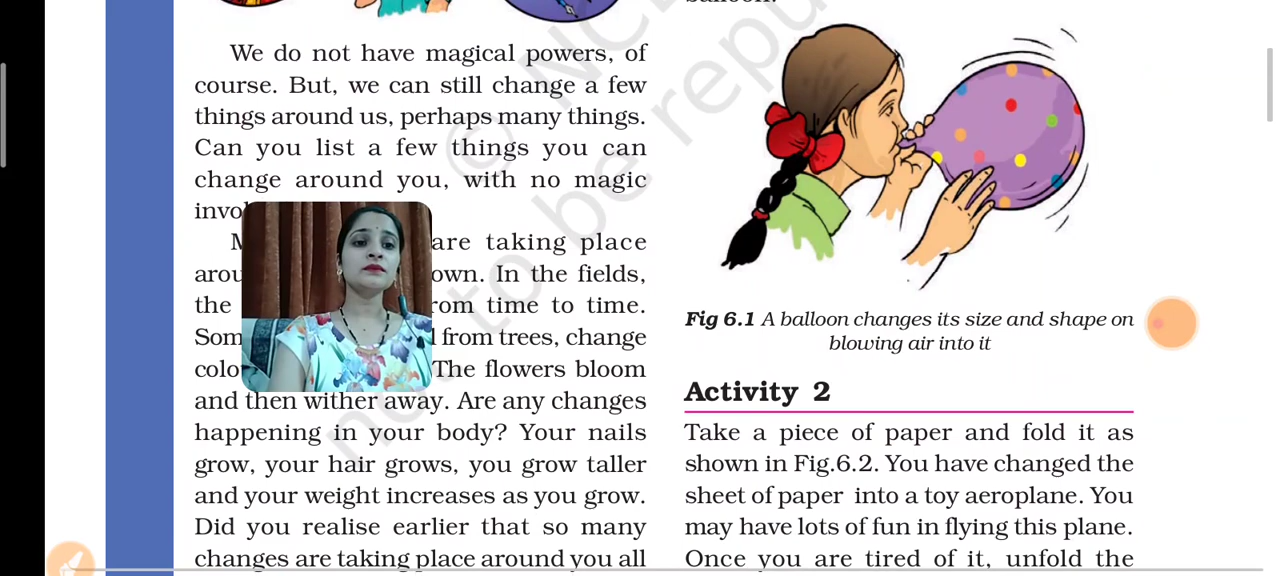 We do not have magical powers, of
course. But, we can still change a few
things around us, perhaps many things.
Can you list a few things you can
change around you, with no magic
are taking place
own. In the fields,
the from time to time.
from trees, change
The flowers bloom
and then wither away. Are any changes
happening in your body? Your nails
grow, your hair grows, you grow taller
and your weight increases as you grow.
Did you realise earlier that so many
changes are taking place around you all
balloon.
Fig 6.1 A balloon changes its size and shape on
blowing air into it
Activity 2
Take a piece of paper and fold it as
shown in Fig.6.2. You have changed the
sheet of paper into a toy aeroplane. You
may have lots of fun in flying this plane.
Once you are tired of it, unfold the
not to be repu